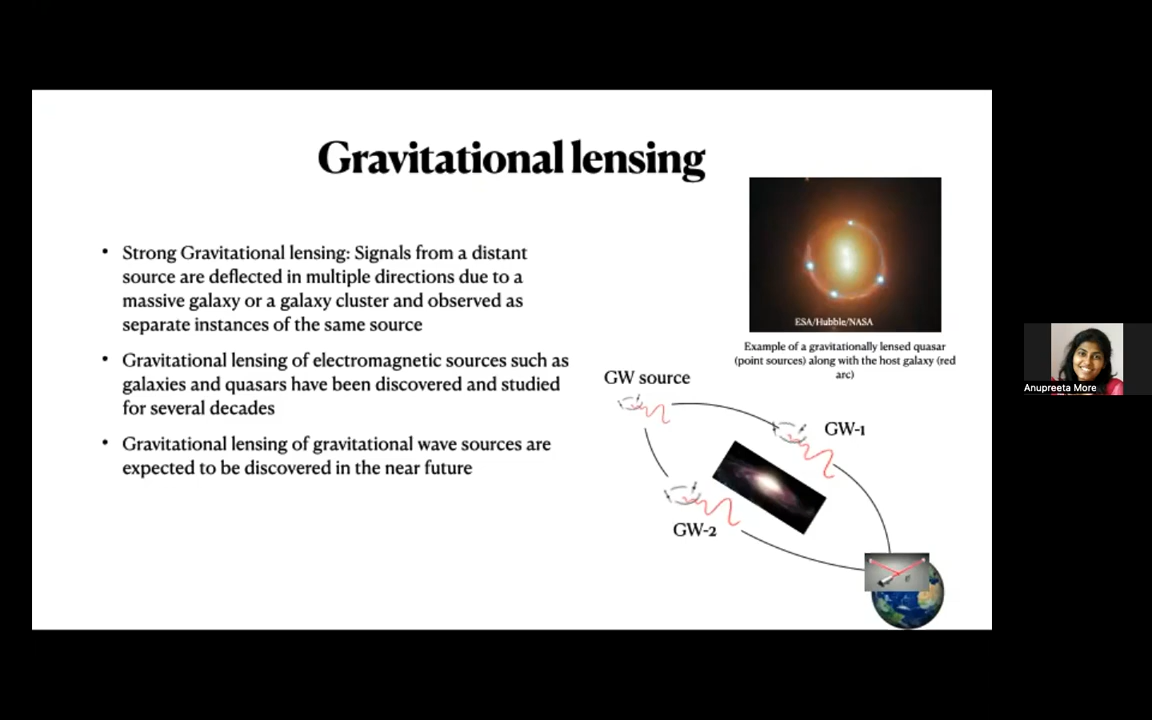 Gravitational lensing
• Strong Gravitational lensing: Signals from a distant
source are deflected in multiple directions due to a
massive galaxy or a galaxy cluster and observed as
separate instances of the same source
• Gravitational lensing of electromagnetic sources such as
galaxies and quasars have been discovered and studied
for several decades
• Gravitational lensing of gravitational wave sources are
expected to be discovered in the near future
ESA/Hubble/NASA
Example of a gravitationally lensed quasar
(point sources) along with the host galaxy (red
arc)
GW source
GW-1
GW-2
Anupreeta More